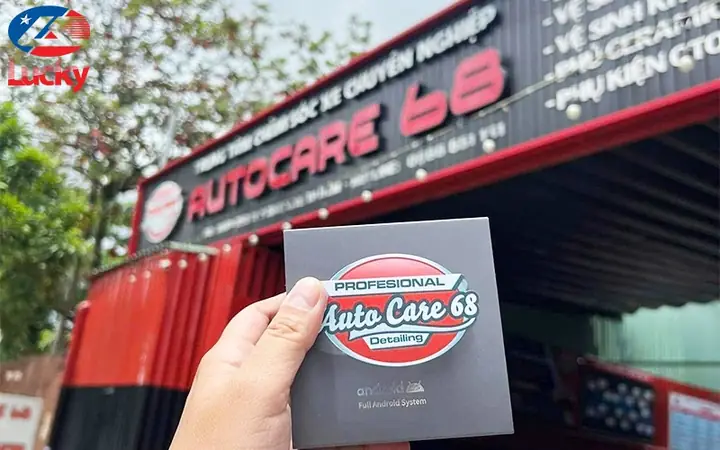 Lucky
- VỆ SINH
- PHỦ CERAMIC
- PHỤ KIỆN ĐỒ
TRUNG TÂM CHĂM SÓC XE CHUYÊN NGHIỆP
AUTOCARE 68
PROFESIONAL
Auto Care 68
Detailing
android
Full Android System